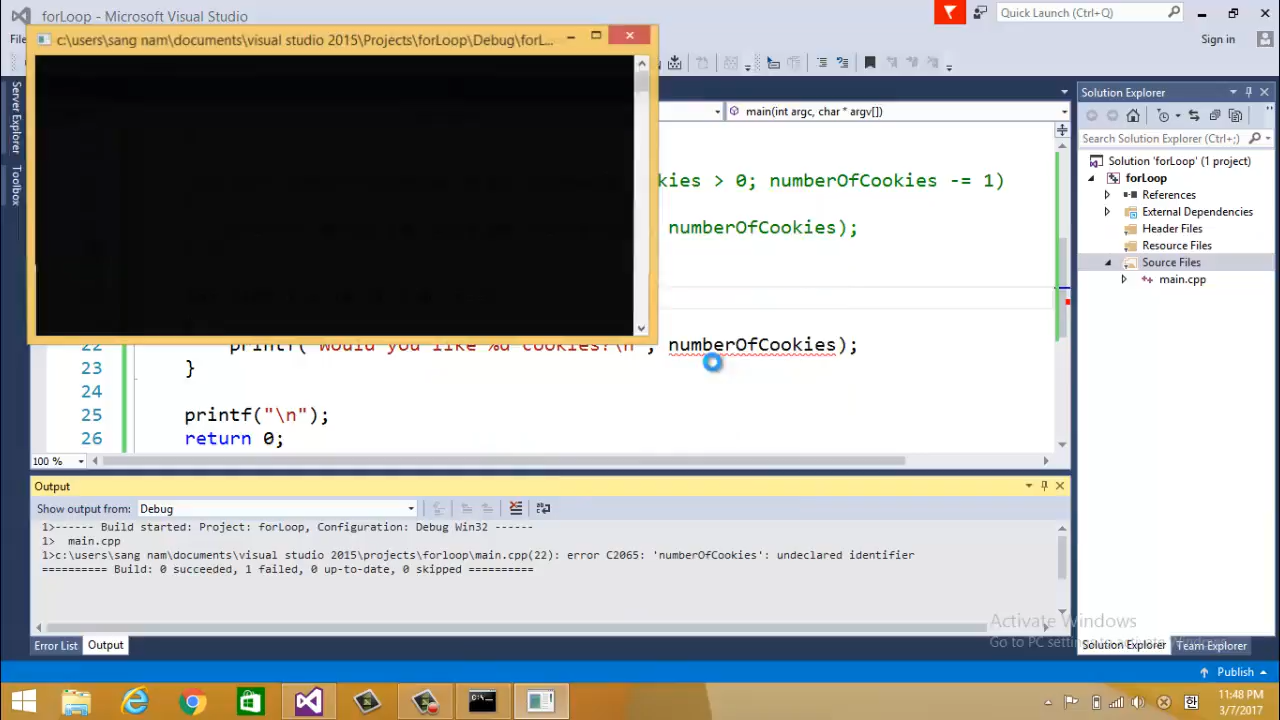 forLoop - Microsoft Visual Studio
Quick Launch (Ctrl+Q)
Fil
Sign in
c:\users\sang nam\documents\visual studio 2015\Projects\forLoop\Debug\forL...
Server Explorer
Toolbox
main(int argc, char * argv[])
kies > 0; numberOfCookies -= 1)
numberOfCookies);
22 printf("Would you like %d cookies?\n", numberOfCookies);
23 }
24
25 printf("\n");
26 return 0;
100 %
Solution Explorer
Search Solution Explorer (Ctrl+;)
Solution 'forLoop' (1 project)
forLoop
References
External Dependencies
Header Files
Resource Files
Source Files
main.cpp
Output
Show output from: Debug
1>------ Build started: Project: forLoop, Configuration: Debug Win32 ------
1>  main.cpp
1>c:\users\sang nam\documents\visual studio 2015\projects\forloop\main.cpp(22): error C2065: 'numberOfCookies': undeclared identifier
========== Build: 0 succeeded, 1 failed, 0 up-to-date, 0 skipped ==========
Activate Windows
Go to PC settings to activate Windows.
Error List Output
Solution Explorer Team Explorer
Publish
11:48 PM
3/7/2017